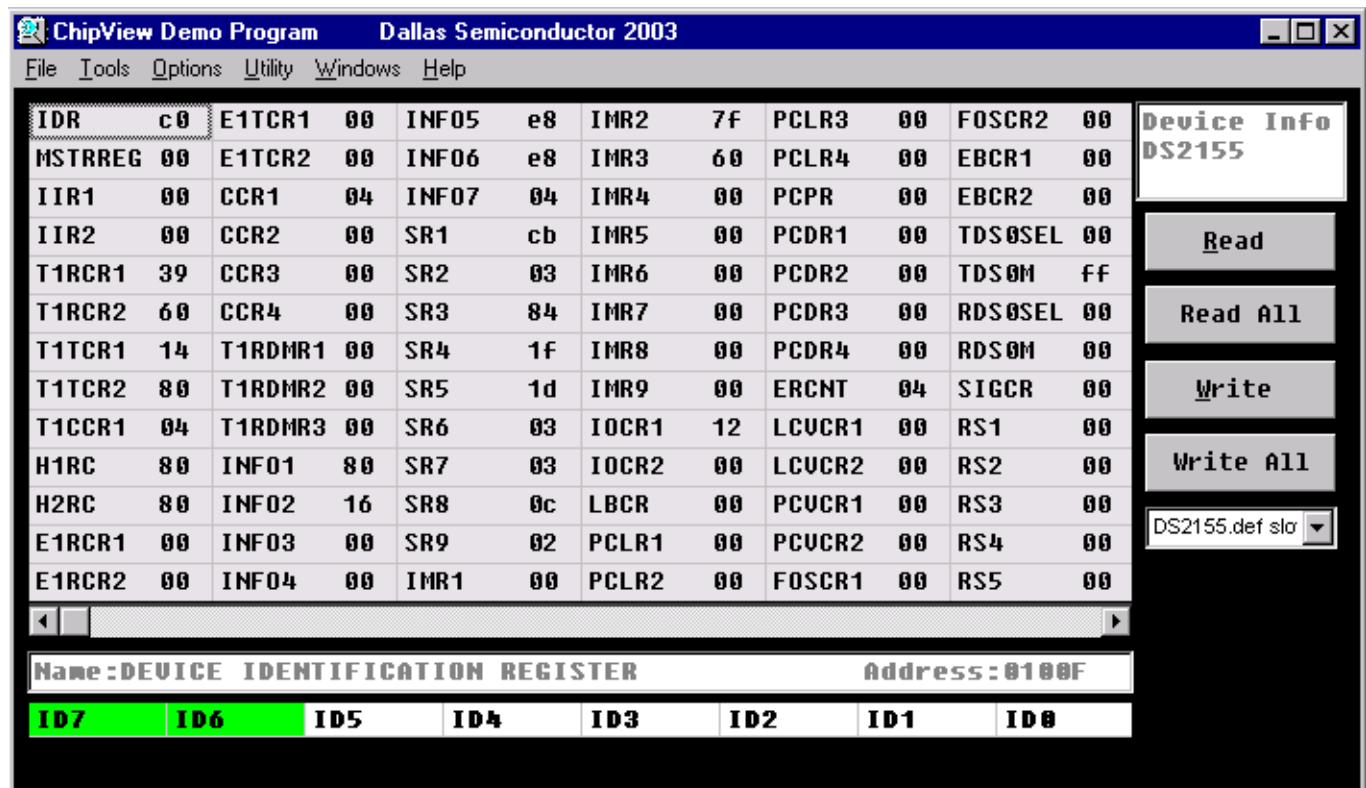 ChipView Demo Program Dallas Semiconductor 2003
File Tools Options Utility Windows Help
IDR c0 E1TCR1 00 INFO5 e8 IMR2 7f PCLR3 00 FOSCR2 00
MSTRREG 00 E1TCR2 00 INFO6 e8 IMR3 60 PCLR4 00 EBCR1 00
IIR1 00 CCR1 04 INFO7 04 IMR4 00 PCPR 00 EBCR2 00
IIR2 00 CCR2 00 SR1 cb IMR5 00 PCDR1 00 TDS0SEL 00
T1RCR1 39 CCR3 00 SR2 03 IMR6 00 PCDR2 00 TDS0M ff
T1RCR2 60 CCR4 00 SR3 84 IMR7 00 PCDR3 00 RDS0SEL 00
T1TCR1 14 T1RDMR1 00 SR4 1f IMR8 00 PCDR4 00 RDS0M 00
T1TCR2 80 T1RDMR2 00 SR5 1d IMR9 00 ERCNT 04 SIGCR 00
T1CCR1 04 T1RDMR3 00 SR6 03 IOCR1 12 LCVCR1 00 RS1 00
H1RC 80 INFO1 80 SR7 03 IOCR2 00 LCVCR2 00 RS2 00
H2RC 80 INFO2 16 SR8 0c LBCR 00 PCVCR1 00 RS3 00
E1RCR1 00 INFO3 00 SR9 02 PCLR1 00 PCVCR2 00 RS4 00
E1RCR2 00 INFO4 00 IMR1 00 PCLR2 00 FOSCR1 00 RS5 00
Device Info
DS2155
Read
Read All
Write
Write All
DS2155.def slo
Name:DEVICE IDENTIFICATION REGISTER Address:0100F
ID7 ID6 ID5 ID4 ID3 ID2 ID1 ID0